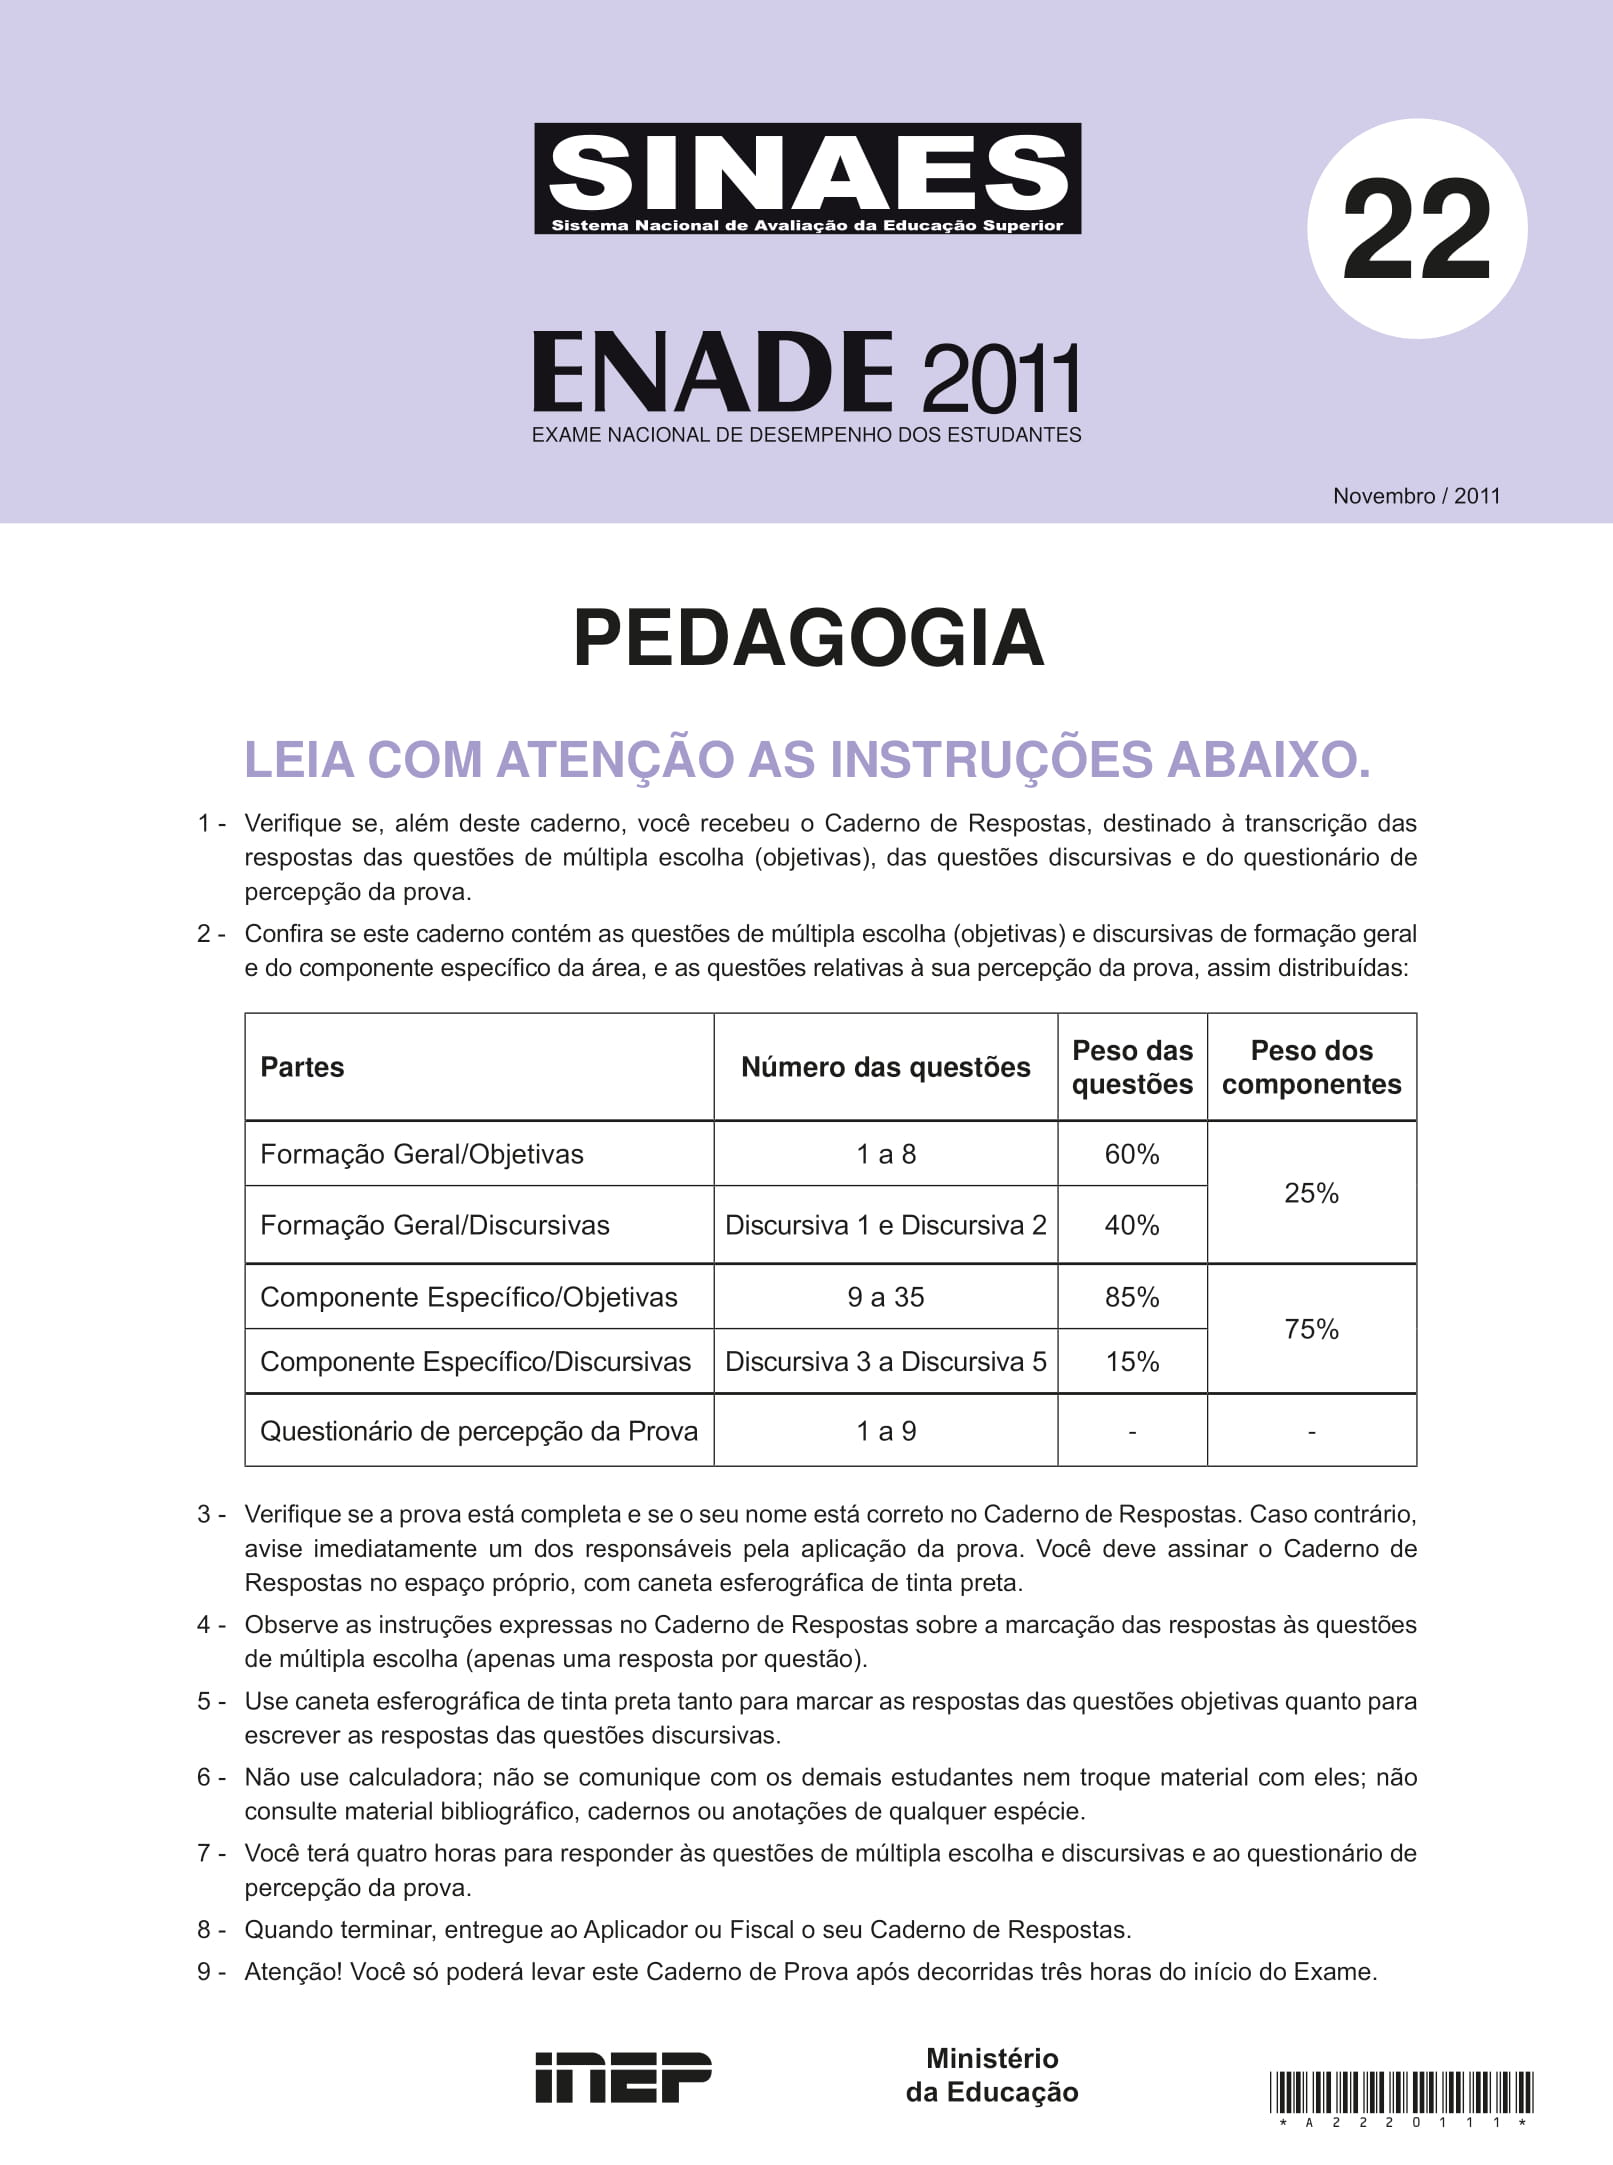 SINAES
Sistema Nacional de Avaliação da Educação Superior
22
ENADE 2011
EXAME NACIONAL DE DESEMPENHO DOS ESTUDANTES
Novembro / 2011
PEDAGOGIA
LEIA COM ATENÇÃO AS INSTRUÇÕES ABAIXO.
1 - Verifique se, além deste caderno, você recebeu o Caderno de Respostas, destinado à transcrição das
respostas das questões de múltipla escolha (objetivas), das questões discursivas e do questionário de
percepção da prova.
2 - Confira se este caderno contém as questões de múltipla escolha (objetivas) e discursivas de formação geral
e do componente específico da área, e as questões relativas à sua percepção da prova, assim distribuídas:
Partes Número das questões Peso das questões Peso dos componentes
Formação Geral/Objetivas 1 a 8 60% 25%
Formação Geral/Discursivas Discursiva 1 e Discursiva 2 40%
Componente Específico/Objetivas 9 a 35 85% 75%
Componente Específico/Discursivas Discursiva 3 a Discursiva 5 15%
Questionário de percepção da Prova 1 a 9 - -
3 - Verifique se a prova está completa e se o seu nome está correto no Caderno de Respostas. Caso contrário,
avise imediatamente um dos responsáveis pela aplicação da prova. Você deve assinar o Caderno de
Respostas no espaço próprio, com caneta esferográfica de tinta preta.
4 - Observe as instruções expressas no Caderno de Respostas sobre a marcação das respostas às questões
de múltipla escolha (apenas uma resposta por questão).
5 - Use caneta esferográfica de tinta preta tanto para marcar as respostas das questões objetivas quanto para
escrever as respostas das questões discursivas.
6 - Não use calculadora; não se comunique com os demais estudantes nem troque material com eles; não
consulte material bibliográfico, cadernos ou anotações de qualquer espécie.
7 - Você terá quatro horas para responder às questões de múltipla escolha e discursivas e ao questionário de
percepção da prova.
8 - Quando terminar, entregue ao Aplicador ou Fiscal o seu Caderno de Respostas.
9 - Atenção! Você só poderá levar este Caderno de Prova após decorridas três horas do início do Exame.
INEP
Ministério
da Educação
*A2220111*